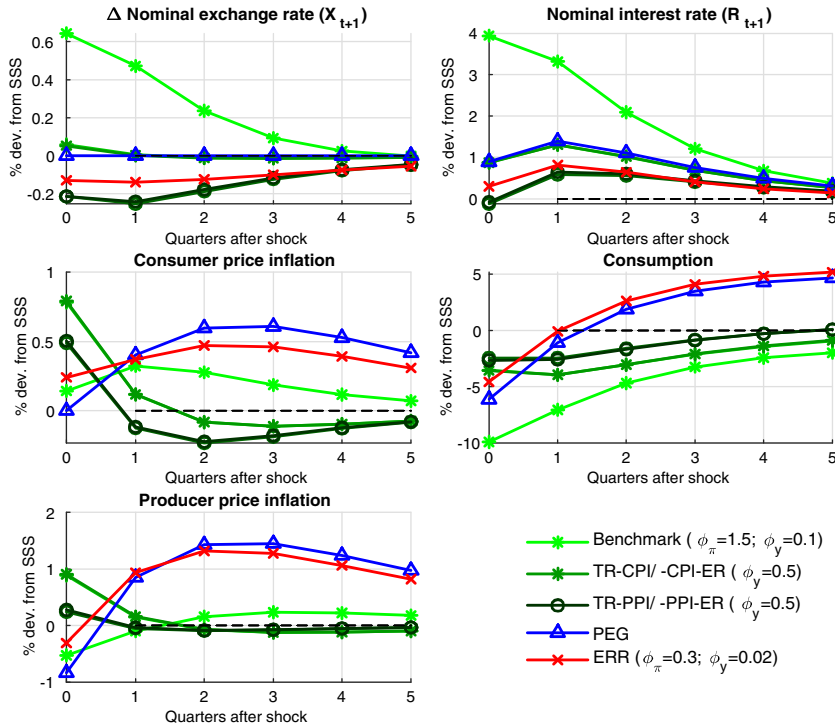 Δ Nominal exchange rate (X t+1)
% dev. from SSS
0.6
0.4
0.2
0
-0.2
0 1 2 3 4 5
Quarters after shock
Nominal interest rate (R t+1)
% dev. from SSS
4
3
2
1
0
0 1 2 3 4 5
Quarters after shock
Consumer price inflation
% dev. from SSS
1
0.5
0
0 1 2 3 4 5
Quarters after shock
Consumption
% dev. from SSS
5
0
-5
-10
0 1 2 3 4 5
Quarters after shock
Producer price inflation
% dev. from SSS
2
1
0
-1
0 1 2 3 4 5
Quarters after shock
Benchmark ( ϕπ=1.5; ϕy=0.1)
TR-CPI/ -CPI-ER (ϕy=0.5)
TR-PPI/ -PPI-ER (ϕy=0.5)
PEG
ERR (ϕπ=0.3; ϕy=0.02)